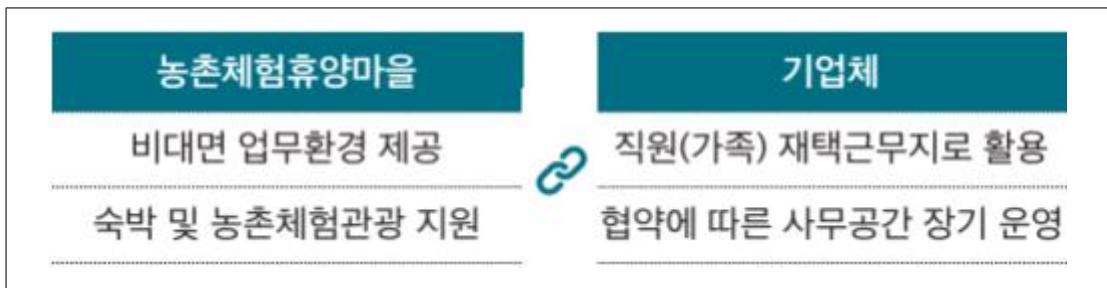 농촌체험휴양마을
비대면 업무환경 제공
숙박 및 농촌체험관광 지원
기업체
직원(가족) 재택근무지로 활용
협약에 따른 사무공간 장기 운영